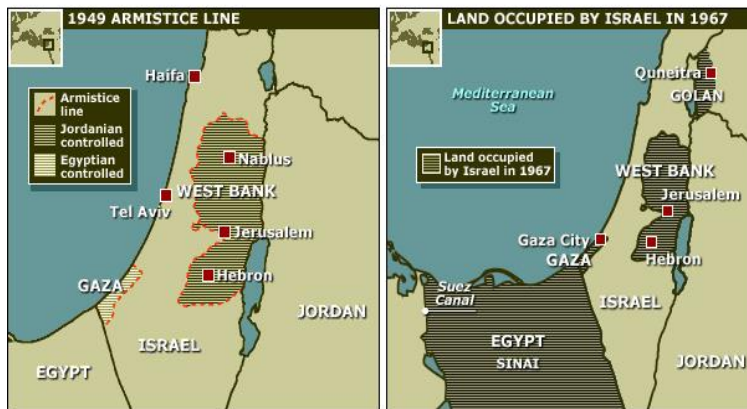 1949 ARMISTICE LINE
Haifa
Armistice
line
Jordanian
controlled
Egyptian
controlled
Nablus
WEST BANK
Tel Aviv
Jerusalem
Hebron
GAZA
JORDAN
ISRAEL
EGYPT
LAND OCCUPIED BY ISRAEL IN 1967
Quneitra
GOLAN
Mediterranean
Sea
Land occupied
by Israel in 1967
WEST BANK
Jerusalem
Gaza City
GAZA
Hebron
Suez
Canal
ISRAEL
EGYPT
SINAI
JORDAN